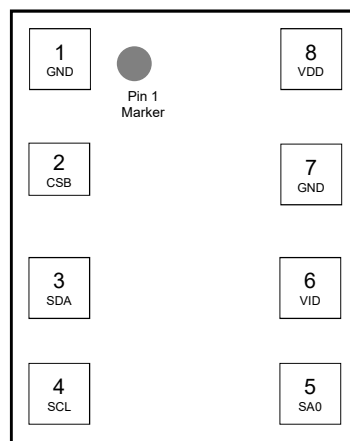 1
GND
Pin 1
Marker
8
VDD
2
CSB
7
GND
3
SDA
6
VID
4
SCL
5
SA0